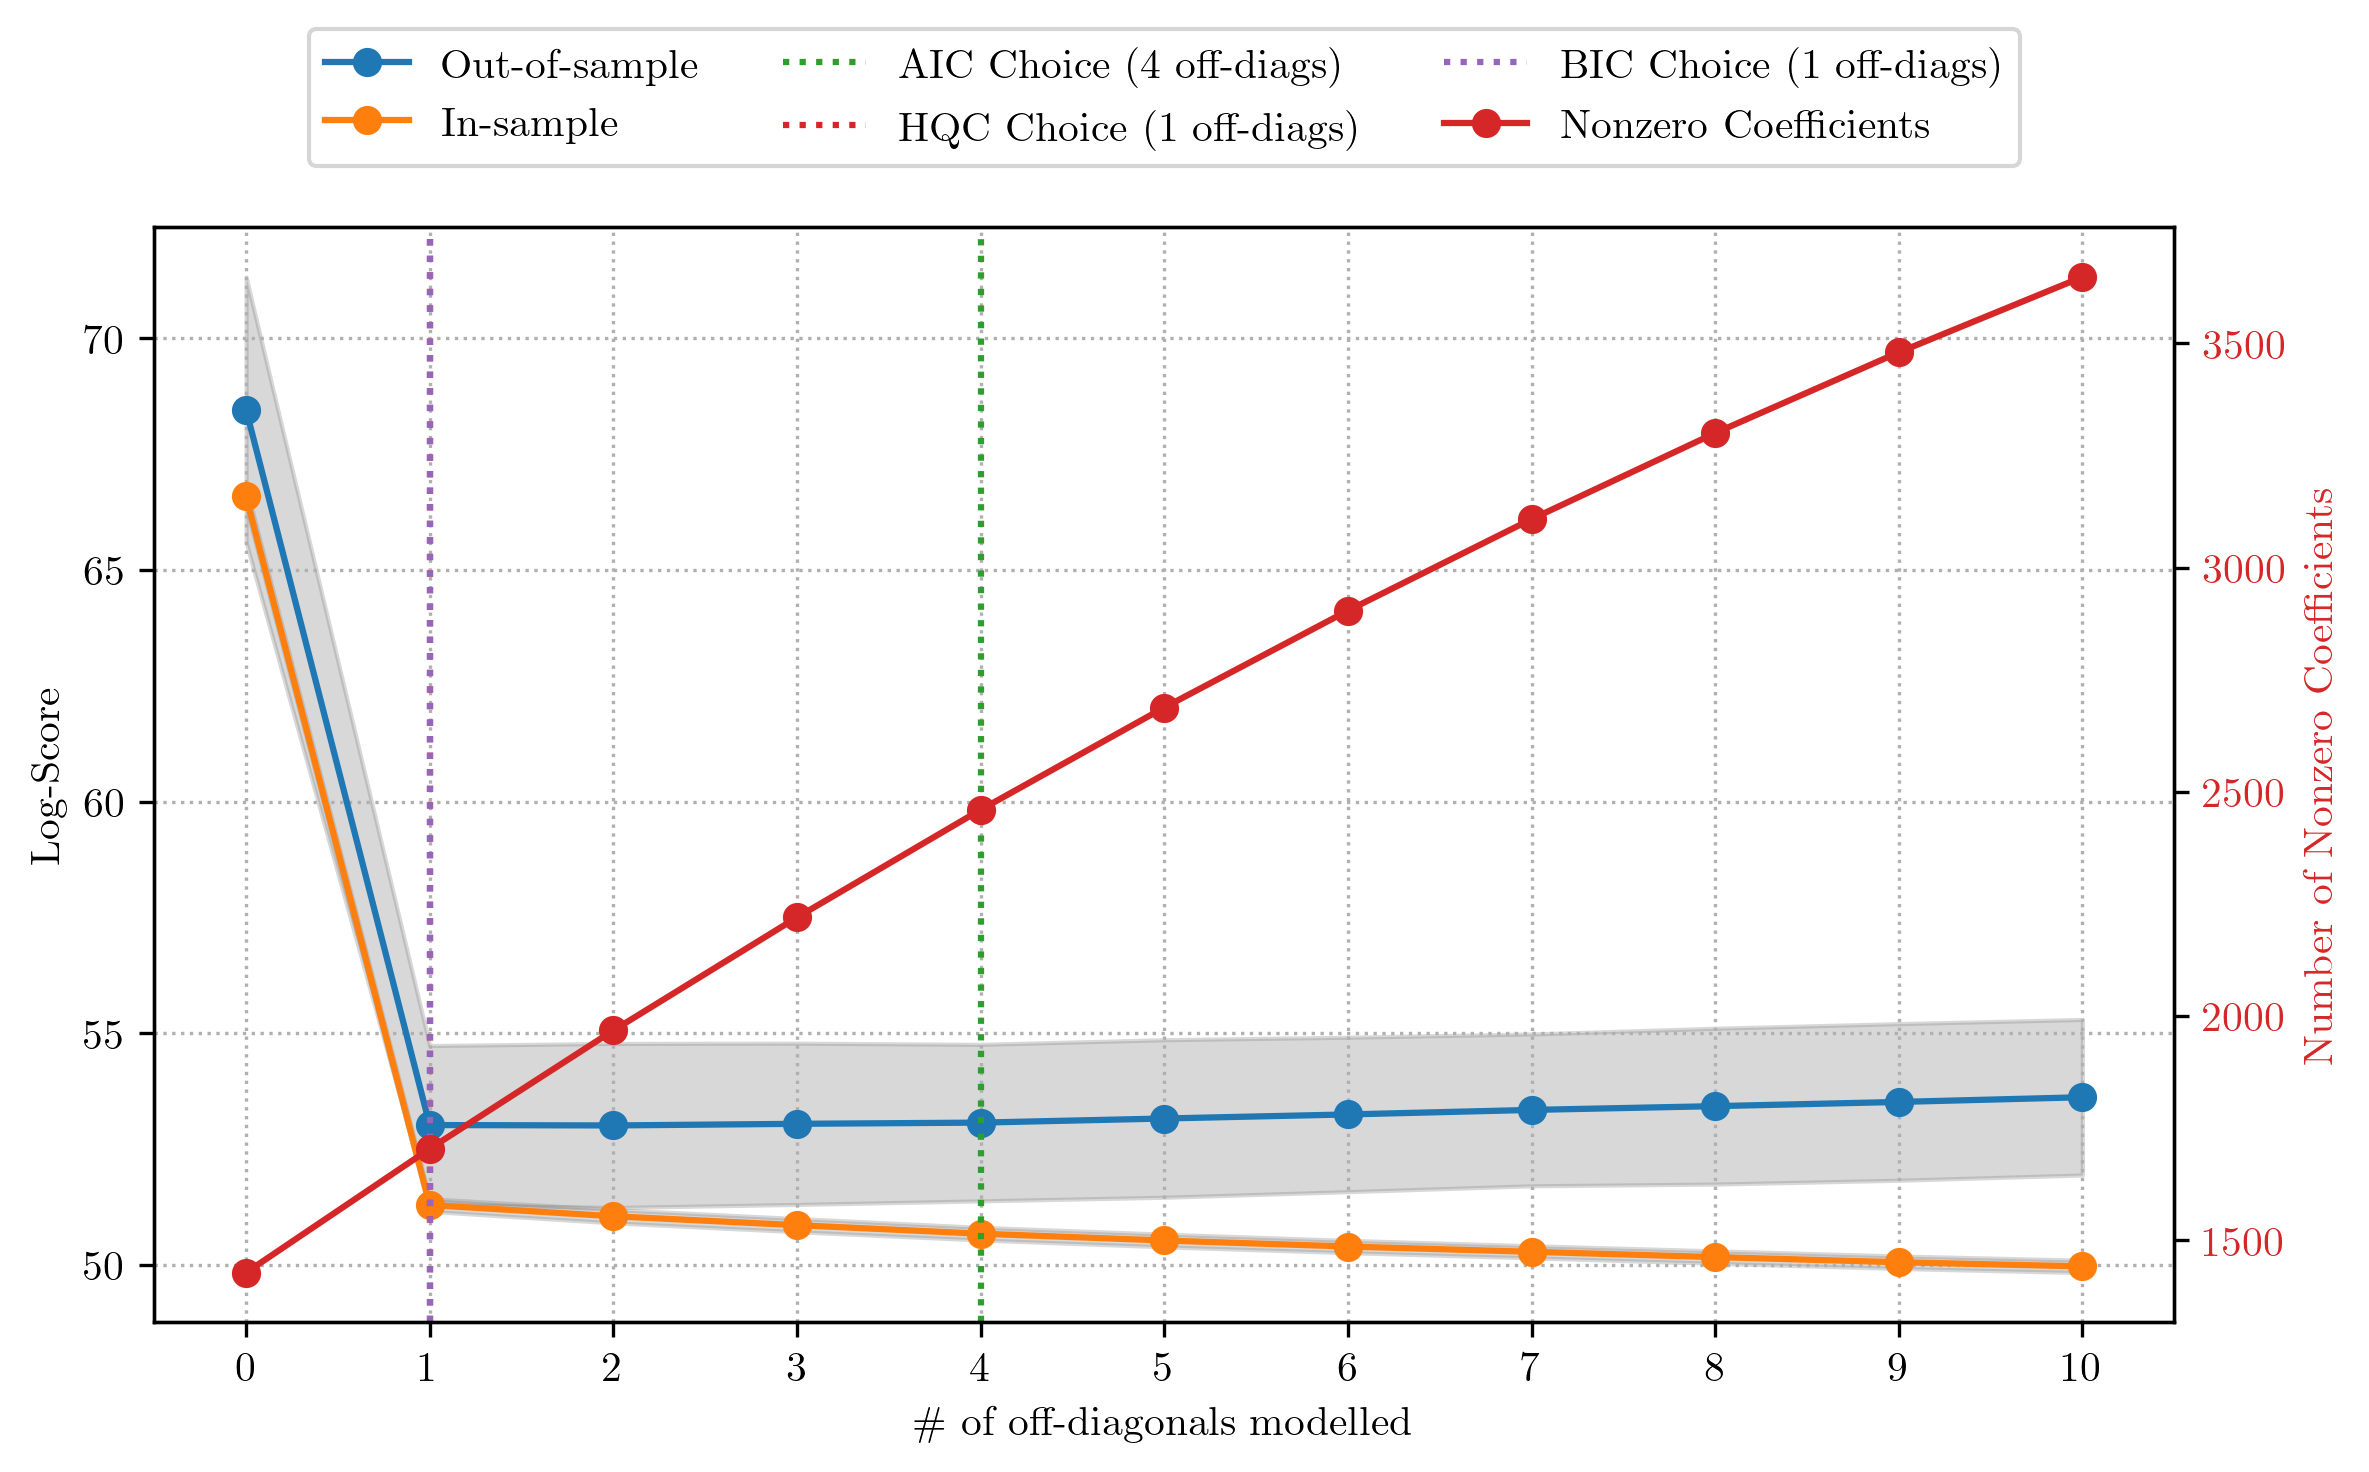 Out-of-sample
In-sample
AIC Choice (4 off-diags)
HQC Choice (1 off-diags)
BIC Choice (1 off-diags)
Nonzero Coefficients
70
65
60
55
50
Log-Score
3500
3000
2500
2000
1500
Number of Nonzero Coefficients
0 1 2 3 4 5 6 7 8 9 10
# of off-diagonals modelled